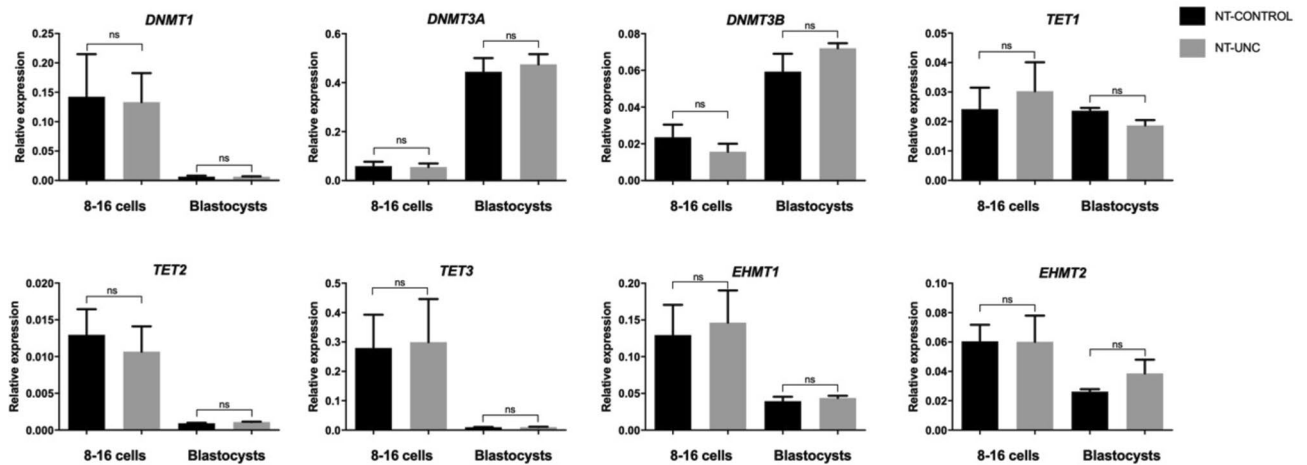 DNMT1
DNMT3A
DNMT3B
TET1
NT-CONTROL
NT-UNC
Relative expression
0.25
0.20
0.15
0.10
0.05
0.00
ns
ns
8-16 cells
Blastocysts
Relative expression
0.6
0.4
0.2
0.0
ns
ns
8-16 cells
Blastocysts
Relative expression
0.08
0.06
0.04
0.02
0.00
ns
ns
8-16 cells
Blastocysts
Relative expression
0.05
0.04
0.03
0.02
0.01
0.00
ns
ns
8-16 cells
Blastocysts
TET2
TET3
EHMT1
EHMT2
Relative expression
0.020
0.015
0.010
0.005
0.000
ns
ns
8-16 cells
Blastocysts
Relative expression
0.5
0.4
0.3
0.2
0.1
0.0
ns
ns
8-16 cells
Blastocysts
Relative expression
0.20
0.15
0.10
0.05
0.00
ns
ns
8-16 cells
Blastocysts
Relative expression
0.10
0.08
0.06
0.04
0.02
0.00
ns
ns
8-16 cells
Blastocysts